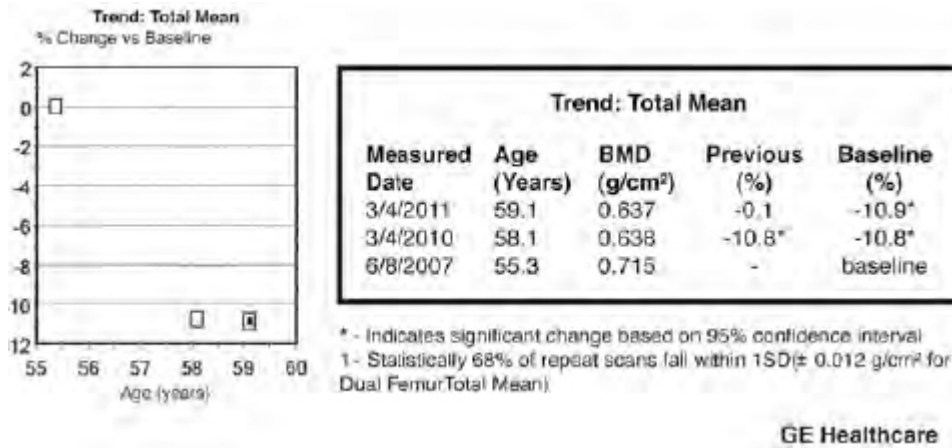 Trend: Total Mean
% Change vs Baseline
2
0
-2
-4
-6
-8
10
12
55 56 57 58 59 60
Age (years)
Trend: Total Mean
Measured Date Age (Years) BMD (g/cm²) Previous (%) Baseline (%)
3/4/2011 59.1 0.637 -0.1 -10.9*
3/4/2010 58.1 0.638 -10.8* -10.8*
6/8/2007 55.3 0.715 - baseline
* - Indicates significant change based on 95% confidence interval
1 - Statistically 68% of repeat scans fall within 1SD(± 0.012 g/cm² for
Dual FemurTotal Mean)
GE Healthcare